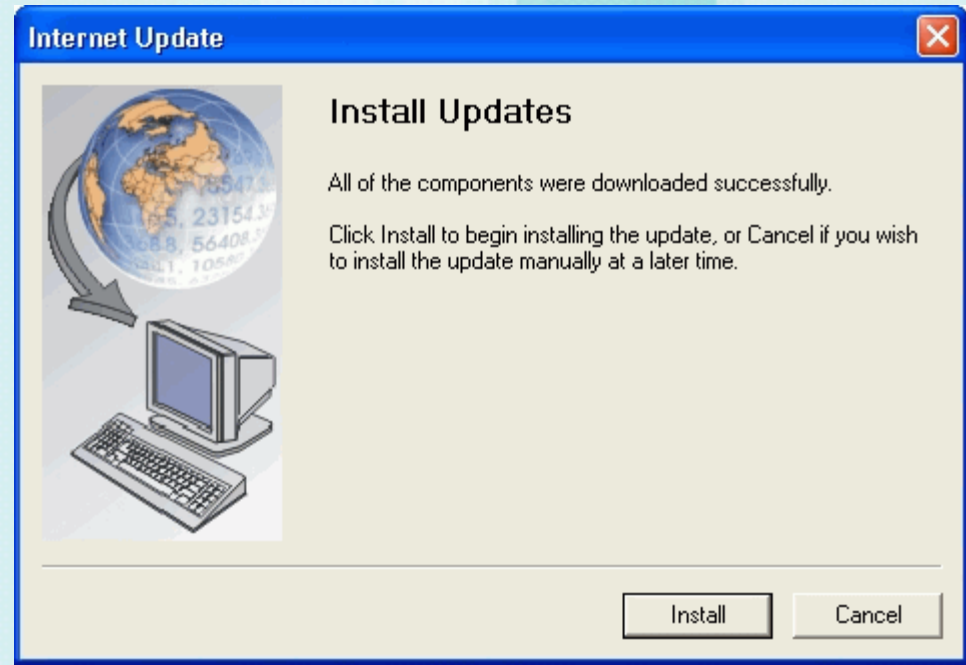 Internet Update
Install Updates
All of the components were downloaded successfully.
Click Install to begin installing the update, or Cancel if you wish
to install the update manually at a later time.
Install
Cancel